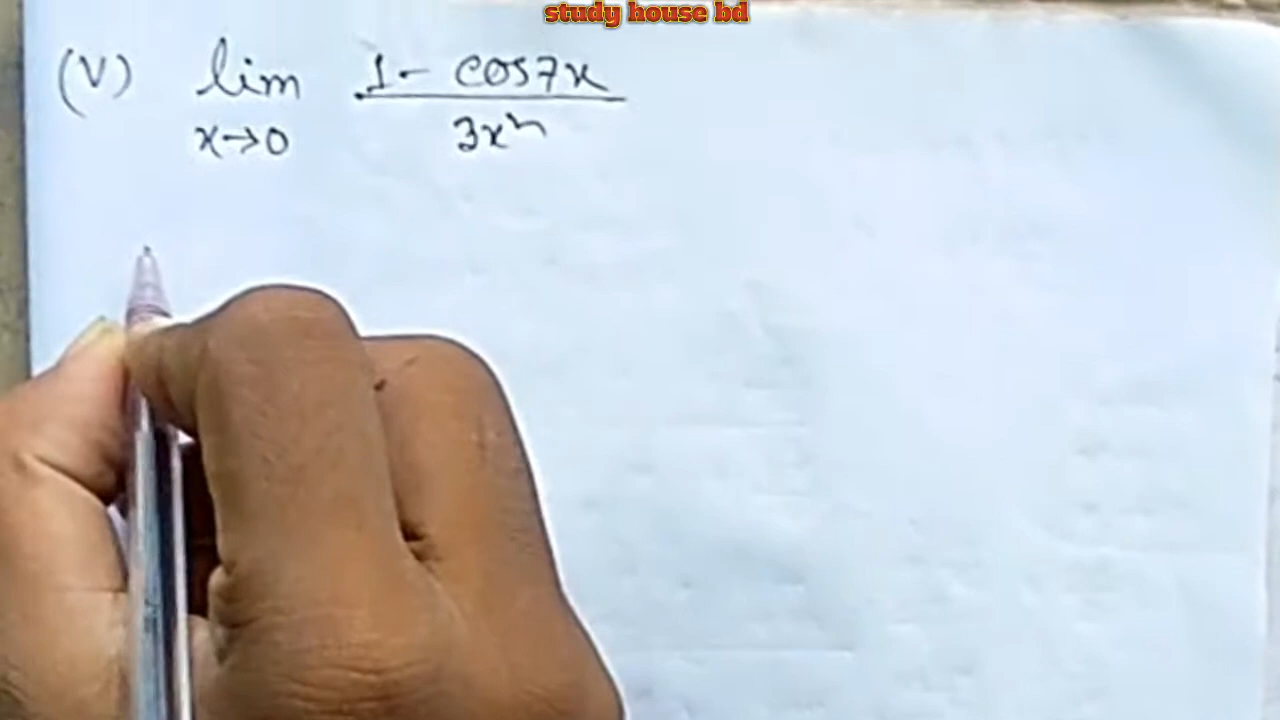 study house bd
(V) lim 1 - cos7x
x→0 3x²